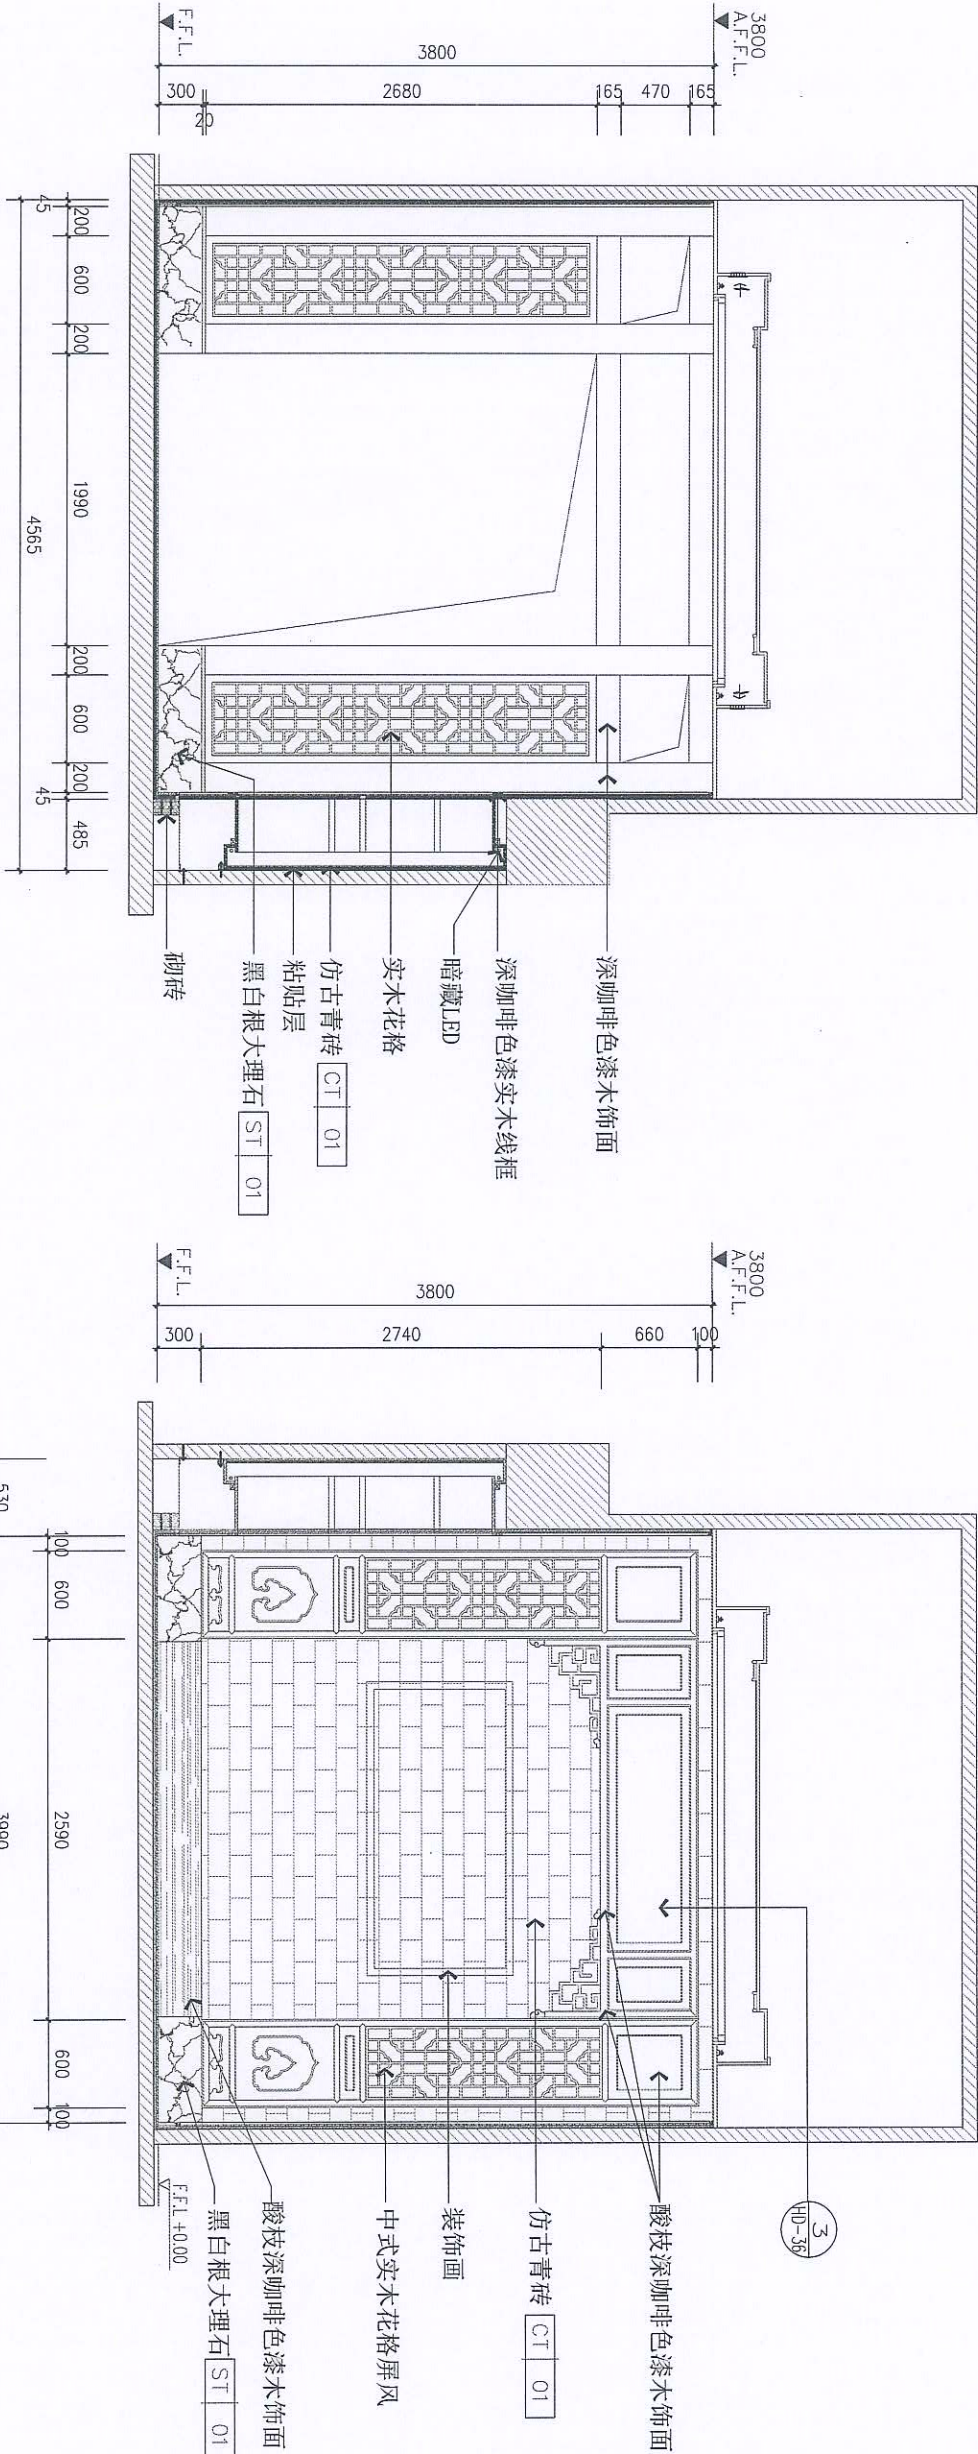 3800
A.F.F.L.
F.F.L.
3800
165
470
165
2680
20
300
45
200
600
200
1990
200
600
200
45
485
4565
深咖啡色漆木饰面
深咖啡色漆实木线框
暗藏LED
实木花格
仿古青砖 CT 01
粘贴层
黑白根大理石 ST 01
砌砖
3800
A.F.F.L.
F.F.L.
3800
100
660
2740
300
530
100
600
2590
600
100
3990
3
HD-36
酸枝深咖啡色漆木饰面
仿古青砖 CT 01
装饰画
中式实木花格屏风
酸枝深咖啡色漆木饰面
黑白根大理石 ST 01
F.F.L +0.00